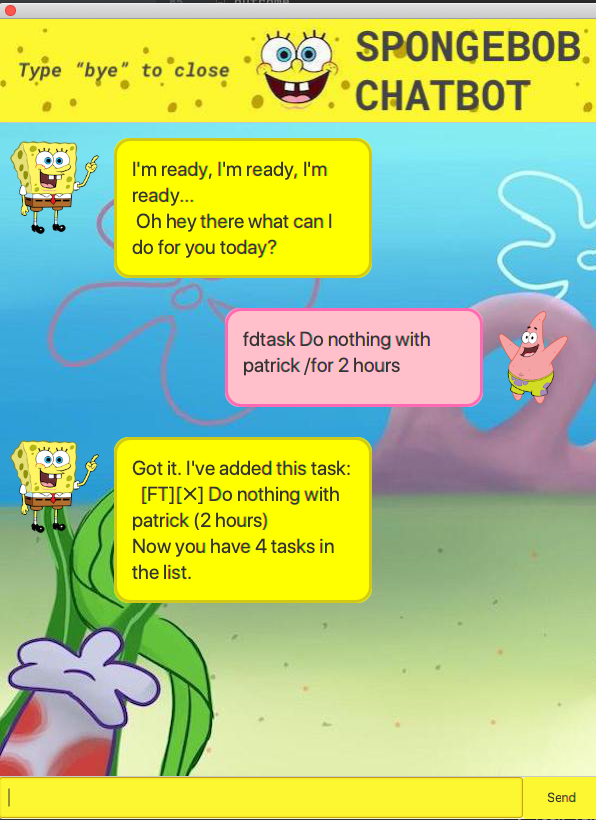 Type "bye" to close
SPONGEBOB
CHATBOT
I'm ready, I'm ready, I'm
ready...
Oh hey there what can I
do for you today?
fdtask Do nothing with
patrick /for 2 hours
Got it. I've added this task:
[FT][✕] Do nothing with
patrick (2 hours)
Now you have 4 tasks in
the list.
Send